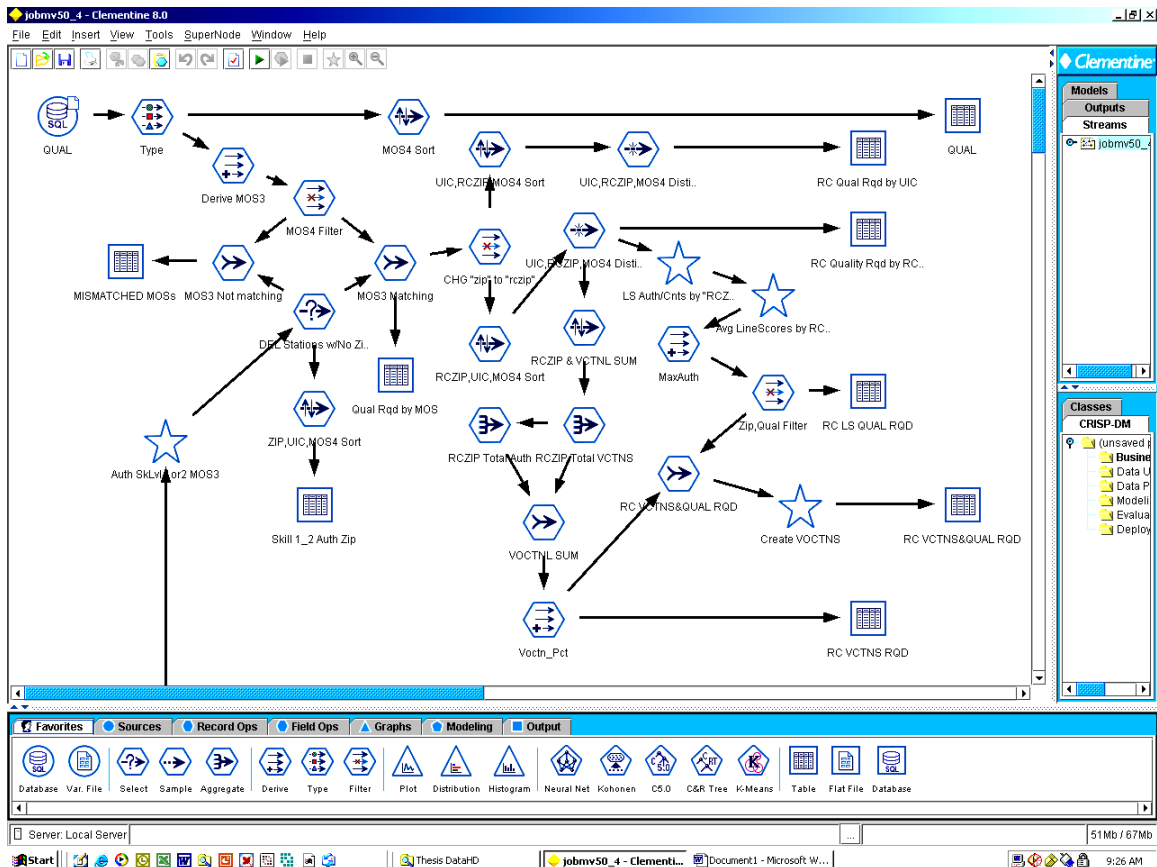 jobmv50_4 - Clementine 8.0
File Edit Insert View Tools SuperNode Window Help
Clementine
Models
Outputs
Streams
jobmv50_4
SQL
QUAL
Type
MOS4 Sort
QUAL
Derive MOS3
UIC,RCZIP,MOS4 Sort
UIC,RCZIP,MOS4 Disti..
RC Qual Rqd by UIC
MOS4 Filter
MISMATCHED MOSs
MOS3 Not matching
MOS3 Matching
CHG "zip" to "rczip"
UIC,RCZIP,MOS4 Disti..
RC Quality Rqd by RC..
LS Auth/Cnts by "RCZ..
Avg LineScores by RC..
DEL Stations w/No Zi..
RCZIP,UIC,MOS4 Sort
RCZIP & VCTNL SUM
MaxAuth
Qual Rqd by MOS
Zip,Qual Filter
RC LS QUAL RQD
ZIP,UIC,MOS4 Sort
RCZIP Total Auth
RCZIP Total VCTNS
Auth SkLvl1or2 MOS3
RC VCTNS&QUAL RQD
Skill 1_2 Auth Zip
VOCTNL SUM
Create VOCTNS
RC VCTNS&QUAL RQD
Voctn_Pct
RC VCTNS RQD
Classes
CRISP-DM
(unsaved p
Busine
Data U
Data P
Modeli
Evalua
Deploy
Favorites Sources Record Ops Field Ops Graphs Modeling Output
SQL C 5.0 C&RT K SQL
Database Var. File Select Sample Aggregate Derive Type Filter Plot Distribution Histogram Neural Net Kohonen C5.0 C&R Tree K-Means Table Flat File Database
Server: Local Server ... 51Mb / 67Mb
Start Thesis DataHD jobmv50_4 - Clementi... Document1 - Microsoft W... 9:26 AM